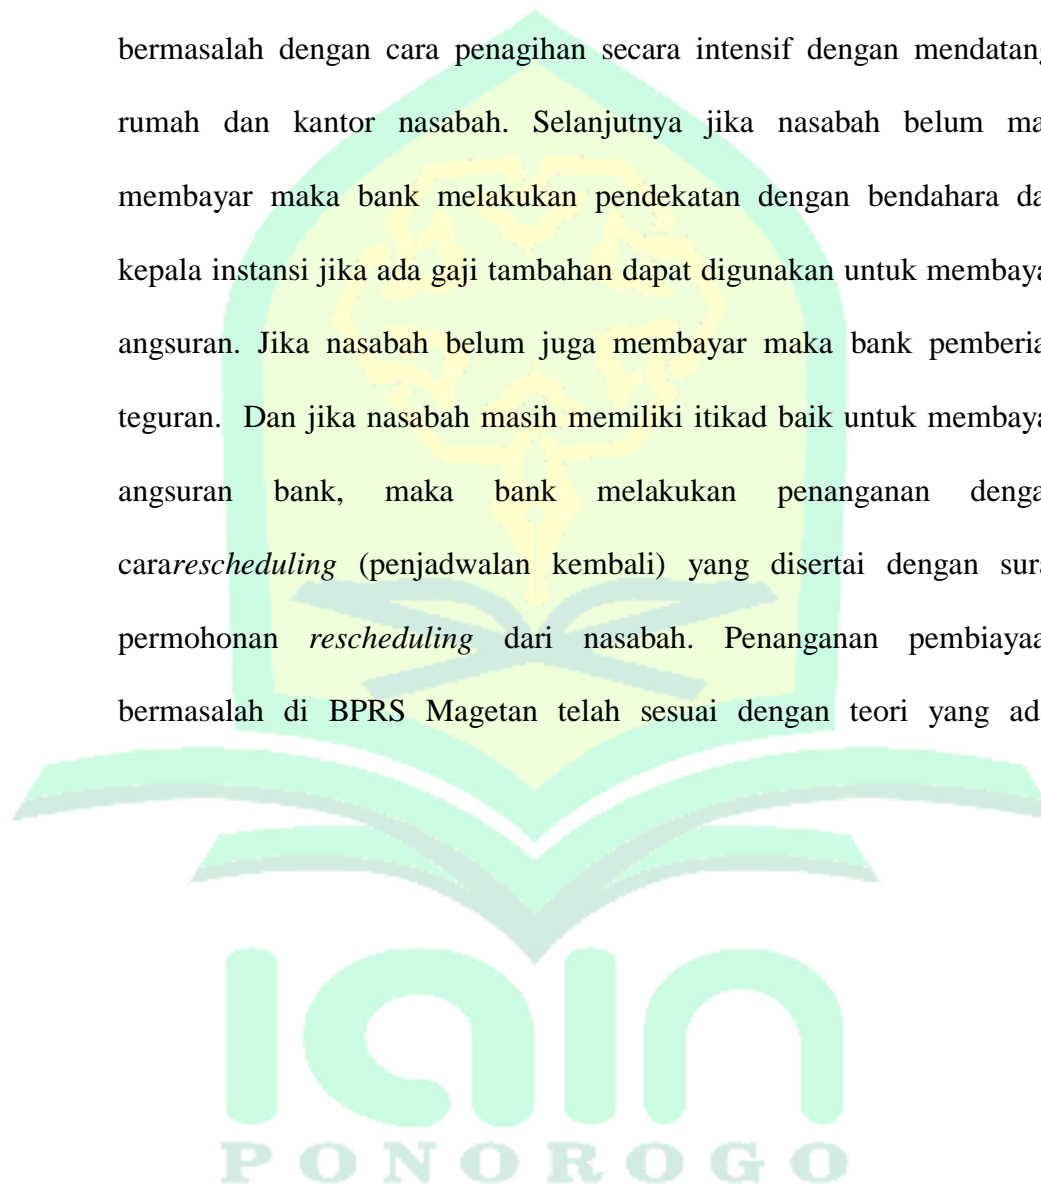 bermasalah dengan cara penagihan secara intensif dengan mendatang
rumah dan kantor nasabah. Selanjutnya jika nasabah belum ma
membayar maka bank melakukan pendekatan dengan bendahara da
kepala instansi jika ada gaji tambahan dapat digunakan untuk membaya
angsuran. Jika nasabah belum juga membayar maka bank pemberia
teguran. Dan jika nasabah masih memiliki itikad baik untuk membaya
angsuran bank, maka bank melakukan penanganan denga
cararescheduling (penjadwalan kembali) yang disertai dengan sura
permohonan rescheduling dari nasabah. Penanganan pembiayaa
bermasalah di BPRS Magetan telah sesuai dengan teori yang ad
iain
PONOROGO